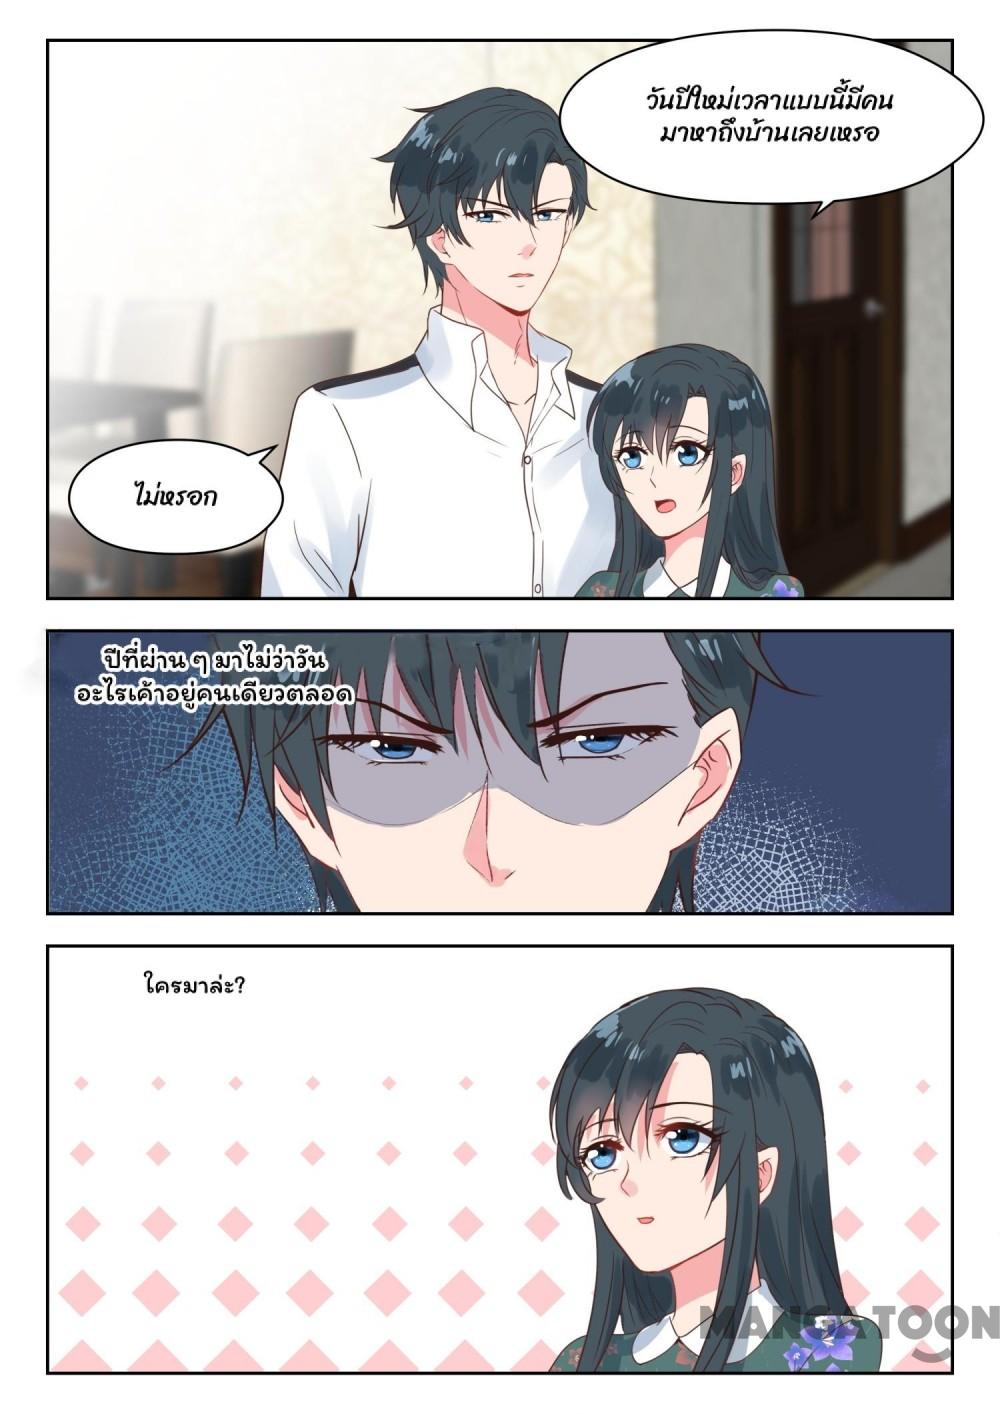 วันปีใหม่เวลาแบบนี้มีคน
มาหาถึงบ้านเลยเหรอ
ไม่หรอก
ปีที่ผ่าน ๆ มาไม่ว่าวัน
อะไรเค้าอยู่คนเดียวตลอด
ใครมาล่ะ?
MANGATOON